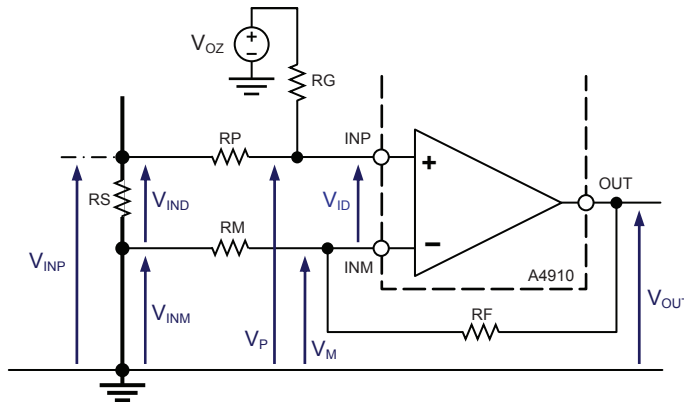 VOZ
+
−
RG
RP
INP
+
RS
VIND
VID
OUT
RM
INM
−
A4910
VINP
VINM
VP
VM
RF
VOUT